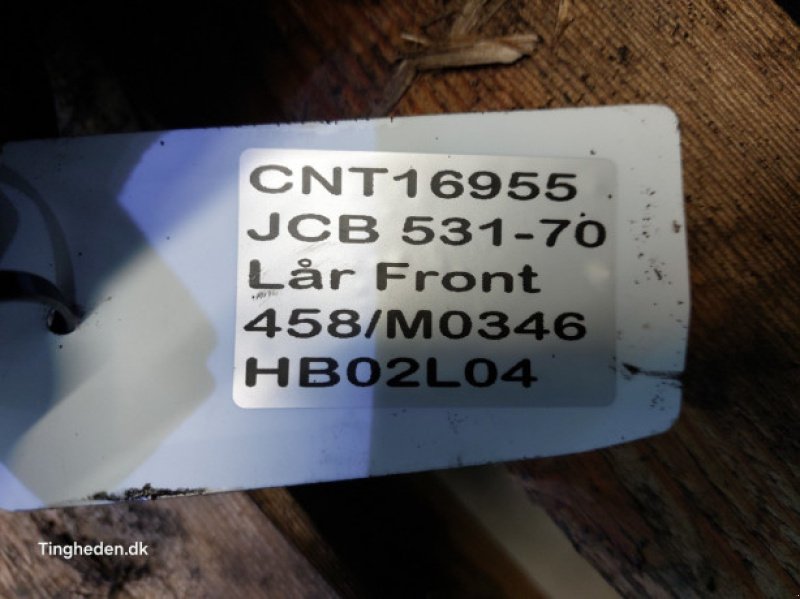 CNT16955
JCB 531-70
Lår Front
458/M0346
HB02L04
Tingheden.dk